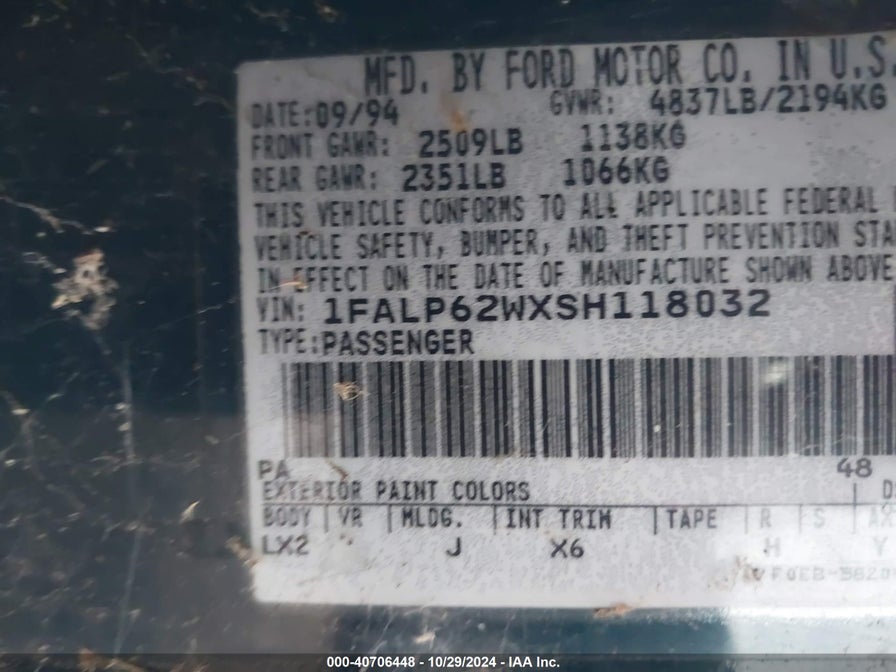 MFD. BY FORD MOTOR CO. IN U.S.
DATE:09/94 GVWR: 4837LB/2194KG
FRONT GAWR: 2509LB 1138KG
REAR GAWR: 2351LB 1066KG
THIS VEHICLE CONFORMS TO ALL APPLICABLE FEDERAL
VEHICLE SAFETY, BUMPER, AND THEFT PREVENTION STA
IN EFFECT ON THE DATE OF MANUFACTURE SHOWN ABOVE
VIN: 1FALP62WXSH118032
TYPE:PASSENGER
PA 48
EXTERIOR PAINT COLORS D
BODY VR MLDG. INT TRIM TAPE R S AX
LX2 J X6 H Y
000-40706448 - 10/29/2024 - IAA Inc.